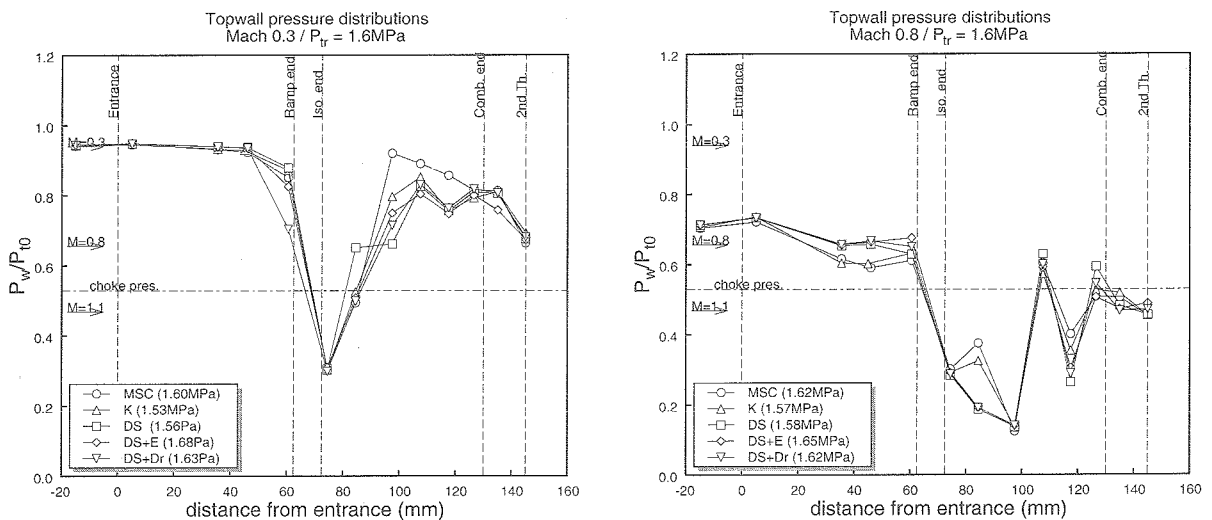 Topwall pressure distributions
Mach 0.3 / Ptr = 1.6MPa
1.2
1.0
0.8
0.6
0.4
0.2
0.0
Pw/Pt0
Entrance
Ramp end
Iso. end
Comb. end
2nd Th.
M=0.3
M=0.8
choke pres.
M=1.1
MSC (1.60MPa)
K (1.53MPa)
DS (1.56Pa)
DS+E (1.68Pa)
DS+Dr (1.63Pa)
-20 0 20 40 60 80 100 120 140 160
distance from entrance (mm)
Topwall pressure distributions
Mach 0.8 / Ptr = 1.6MPa
1.2
1.0
0.8
0.6
0.4
0.2
0.0
Pw/Pt0
Entrance
Ramp end
Iso. end
Comb. end
2nd Th.
M=0.3
M=0.8
choke pres.
M=1.1
MSC (1.62MPa)
K (1.57MPa)
DS (1.58MPa)
DS+E (1.65MPa)
DS+Dr (1.62MPa)
-20 0 20 40 60 80 100 120 140 160
distance from entrance (mm)